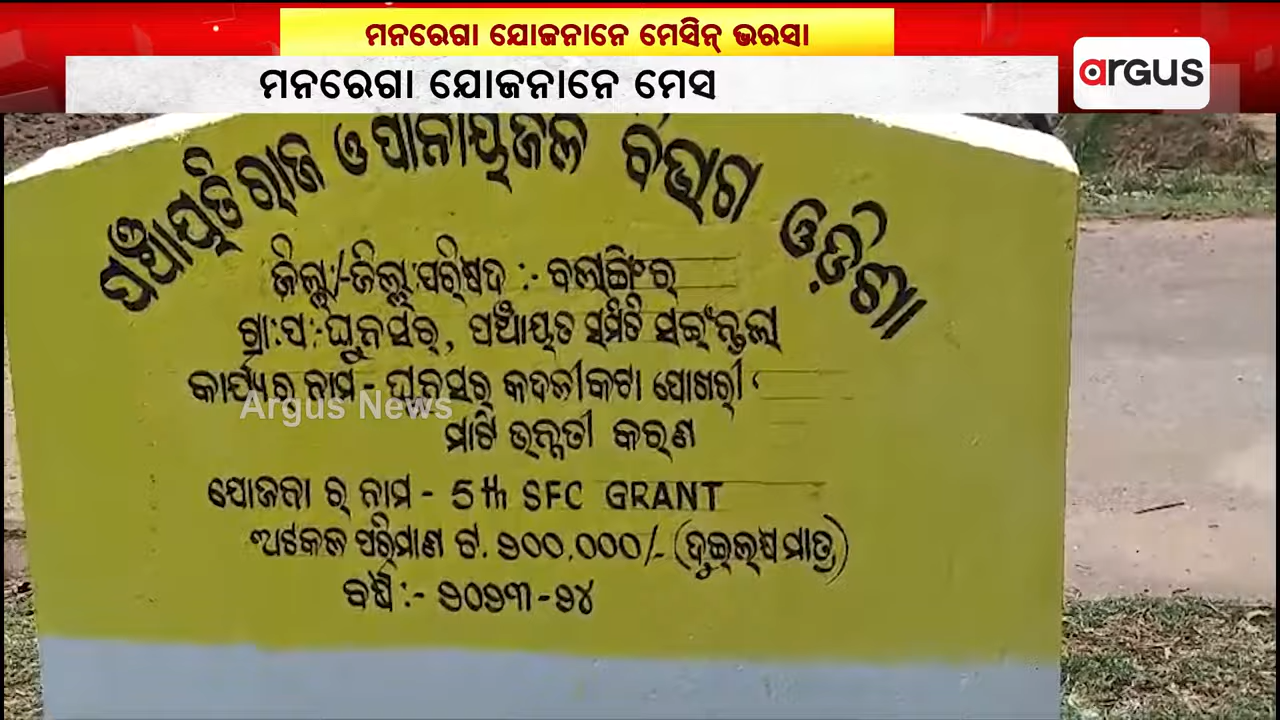 ମନରେଗା ଯୋଜନାନେ ମେସିନ୍ ଭରସା
ମନରେଗା ଯୋଜନାନେ ମେସ
argus
ପଞ୍ଚାୟତିରାଜ ଓ ପାନୀୟଜଳ ବିଭାଗ ଓଡ଼ିଶା
ଜିଲ୍ଲା/ଜିଲ୍ଲା ପରିଷଦ :- ବଲାଙ୍ଗିର
ଗ୍ରା:ପ:-ଘୁନସର, ପଞ୍ଚାୟତ ସମିତି ସଇଂନ୍ତଲା
କାର୍ଯ୍ୟର ନାମ - ଘୁନସର କଦଳୀକଟା ପୋଖରୀ
Argus News
ମାଟି ଉନ୍ନତୀ କରଣ
ଯୋଜନା ର ନାମ - 5th SFC GRANT
ଅଟକଳ ପରିମାଣ ଟ. ୨୦୦,୦୦୦/- (ଦୁଇଲକ୍ଷ ମାତ୍ର)
ବର୍ଷ :- ୨୦୨୩-୨୪